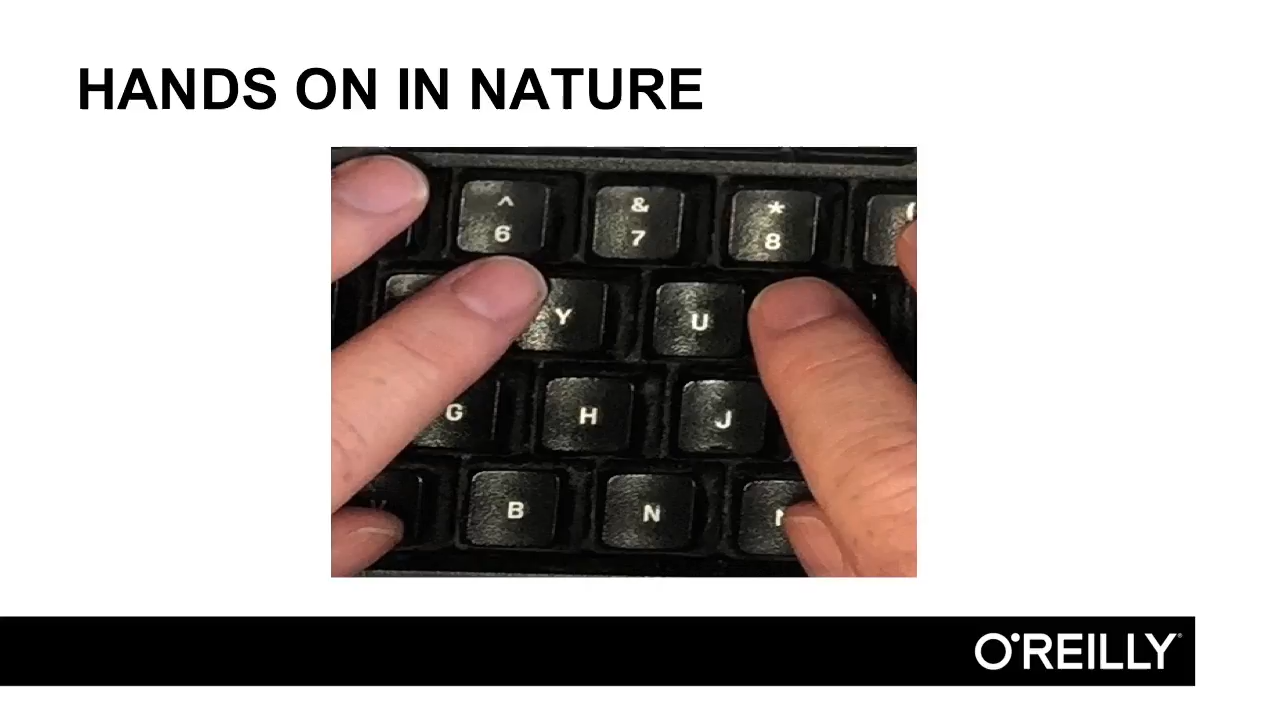 HANDS ON IN NATURE
^ & * (
6 7 8
Y U
G H J
V B N
O'REILLY®